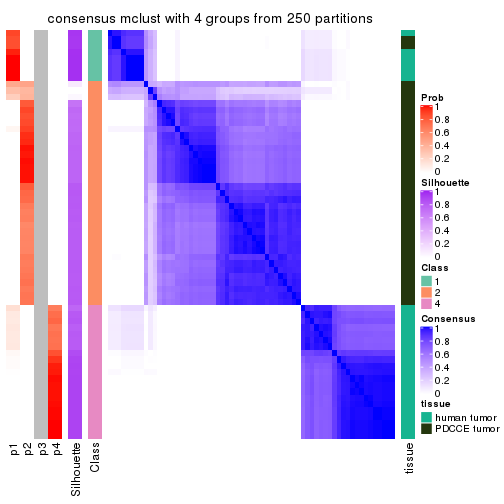 consensus mclust with 4 groups from 250 partitions
Prob
1
0.8
0.6
0.4
0.2
0
Silhouette
1
0.8
0.6
0.4
0.2
0
Class
1
2
4
Consensus
1
0.8
0.6
0.4
0.2
0
tissue
human tumor
PDCCE tumor
p1
p2
p3
p4
Silhouette
Class
tissue